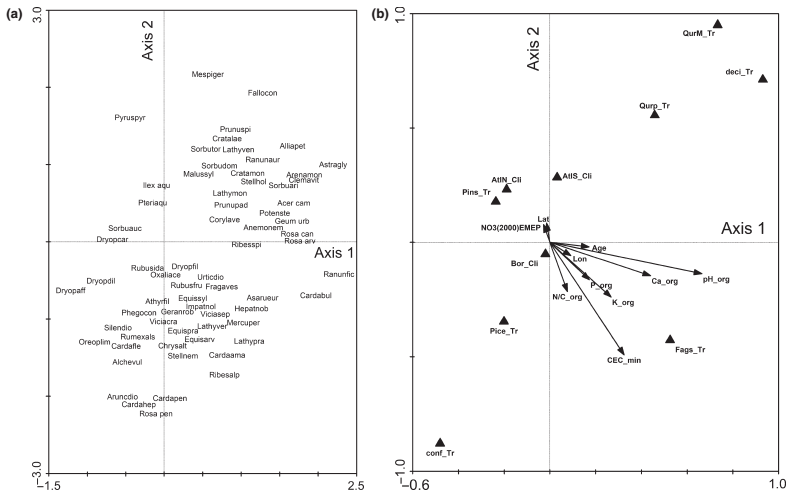 (a)
3.0
Axis 2
Mespiger
Fallocon
Pyruspyr
Prunuspi
Cratalae
Sorbutor Lathyven
Alliapet
Ranunaur
Sorbudom
Astragly
Malussyl
Cratamon
Arenamon
Stellhol
Clemavit
Ilex aqu
Sorbuari
Lathymon
Pteriaqu
Prunupad
Acer cam
Potenste
Corylave
Geum urb
Sorbuauc
Anemonem
Rosa can
Dryopcar
Ribesspi
Rosa arv
Axis 1
Rubusida
Dryopfil
Oxaliace
Urticdio
Ranunfic
Dryopdil
Rubusfru
Fragaves
Dryopaff
Cardabul
Athyrfil
Equissyl
Asarueur
Impatnol
Phegocon
Geranrob
Viciasep
Hepatnob
Viciacra
Silendio
Lathyver
Mercuper
Equispra
Rumexals
Equisarv
Oreoplim
Cardafle
Chrysalt
Lathypra
Stellnem
Cardaama
Alchevul
Ribesalp
Aruncdio
Cardapen
Cardahep
Rosa pen
-3.0
-1.5
2.5
(b)
1.0
Axis 2
QurM_Tr
deci_Tr
Qurp_Tr
AtlN_Cli
AtlS_Cli
Pins_Tr
Lat
NO3(2000)EMEP
Axis 1
Age
Bor_Cli
Lon
P_org
Ca_org
pH_org
N/C_org
K_org
Pice_Tr
Fags_Tr
CEC_min
conf_Tr
-1.0
-0.6
1.0